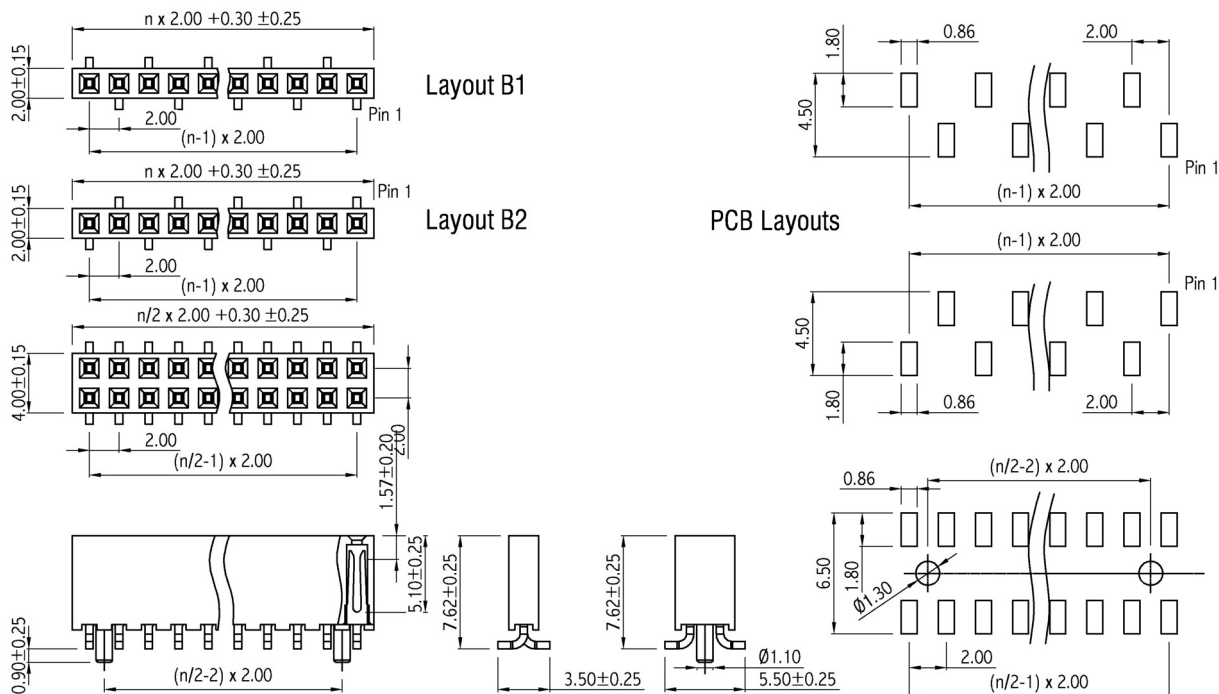 n x 2.00 +0.30 ±0.25
2.00±0.15
Layout B1
Pin 1
2.00
(n-1) x 2.00
n x 2.00 +0.30 ±0.25
Pin 1
2.00±0.15
Layout B2
2.00
(n-1) x 2.00
n/2 x 2.00 +0.30 ±0.25
4.00±0.15
2.00
2.00
(n/2-1) x 2.00
1.57±0.20
5.10±0.25
0.90±0.25
(n/2-2) x 2.00
7.62±0.25
3.50±0.25
7.62±0.25
Ø1.10
5.50±0.25
PCB Layouts
1.80
0.86
2.00
4.50
Pin 1
(n-1) x 2.00
(n-1) x 2.00
Pin 1
4.50
1.80
0.86
2.00
(n/2-2) x 2.00
0.86
6.50
1.80
Ø1.30
2.00
(n/2-1) x 2.00